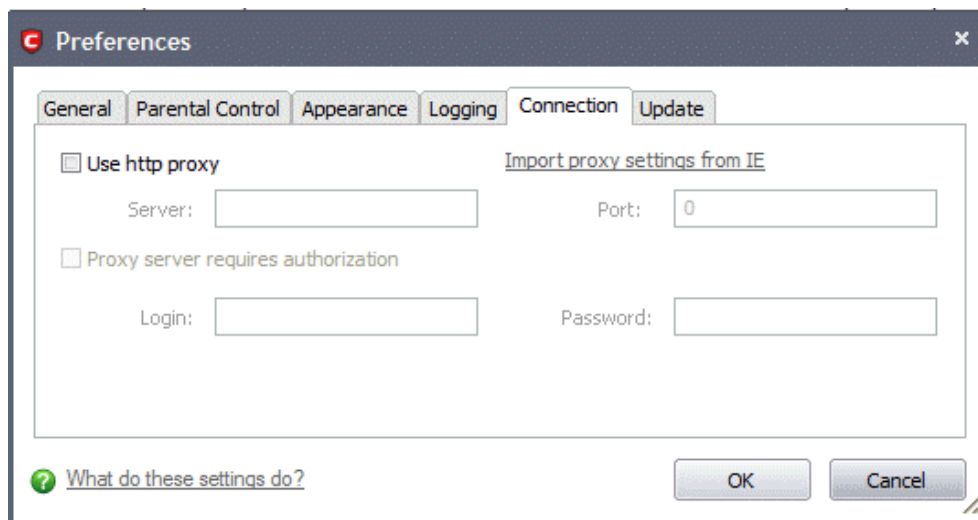 Preferences
General Parental Control Appearance Logging Connection Update
Use http proxy Import proxy settings from IE
Server: Port: 0
Proxy server requires authorization
Login: Password:
What do these settings do? OK Cancel